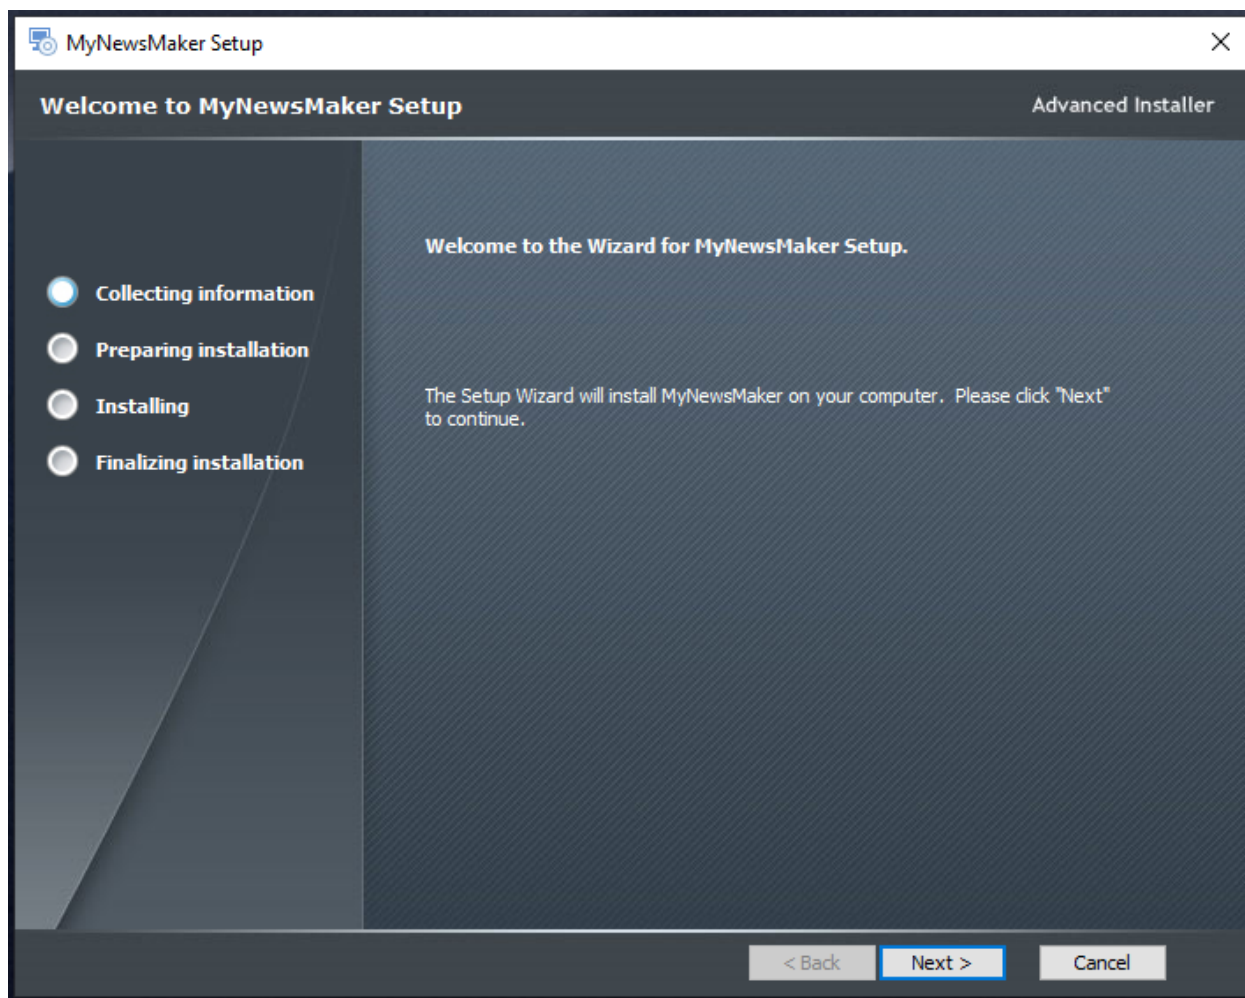 MyNewsMaker Setup
Welcome to MyNewsMaker Setup
Advanced Installer
Collecting information
Preparing installation
Installing
Finalizing installation
Welcome to the Wizard for MyNewsMaker Setup.
The Setup Wizard will install MyNewsMaker on your computer.  Please click "Next"
to continue.
< Back
Next >
Cancel